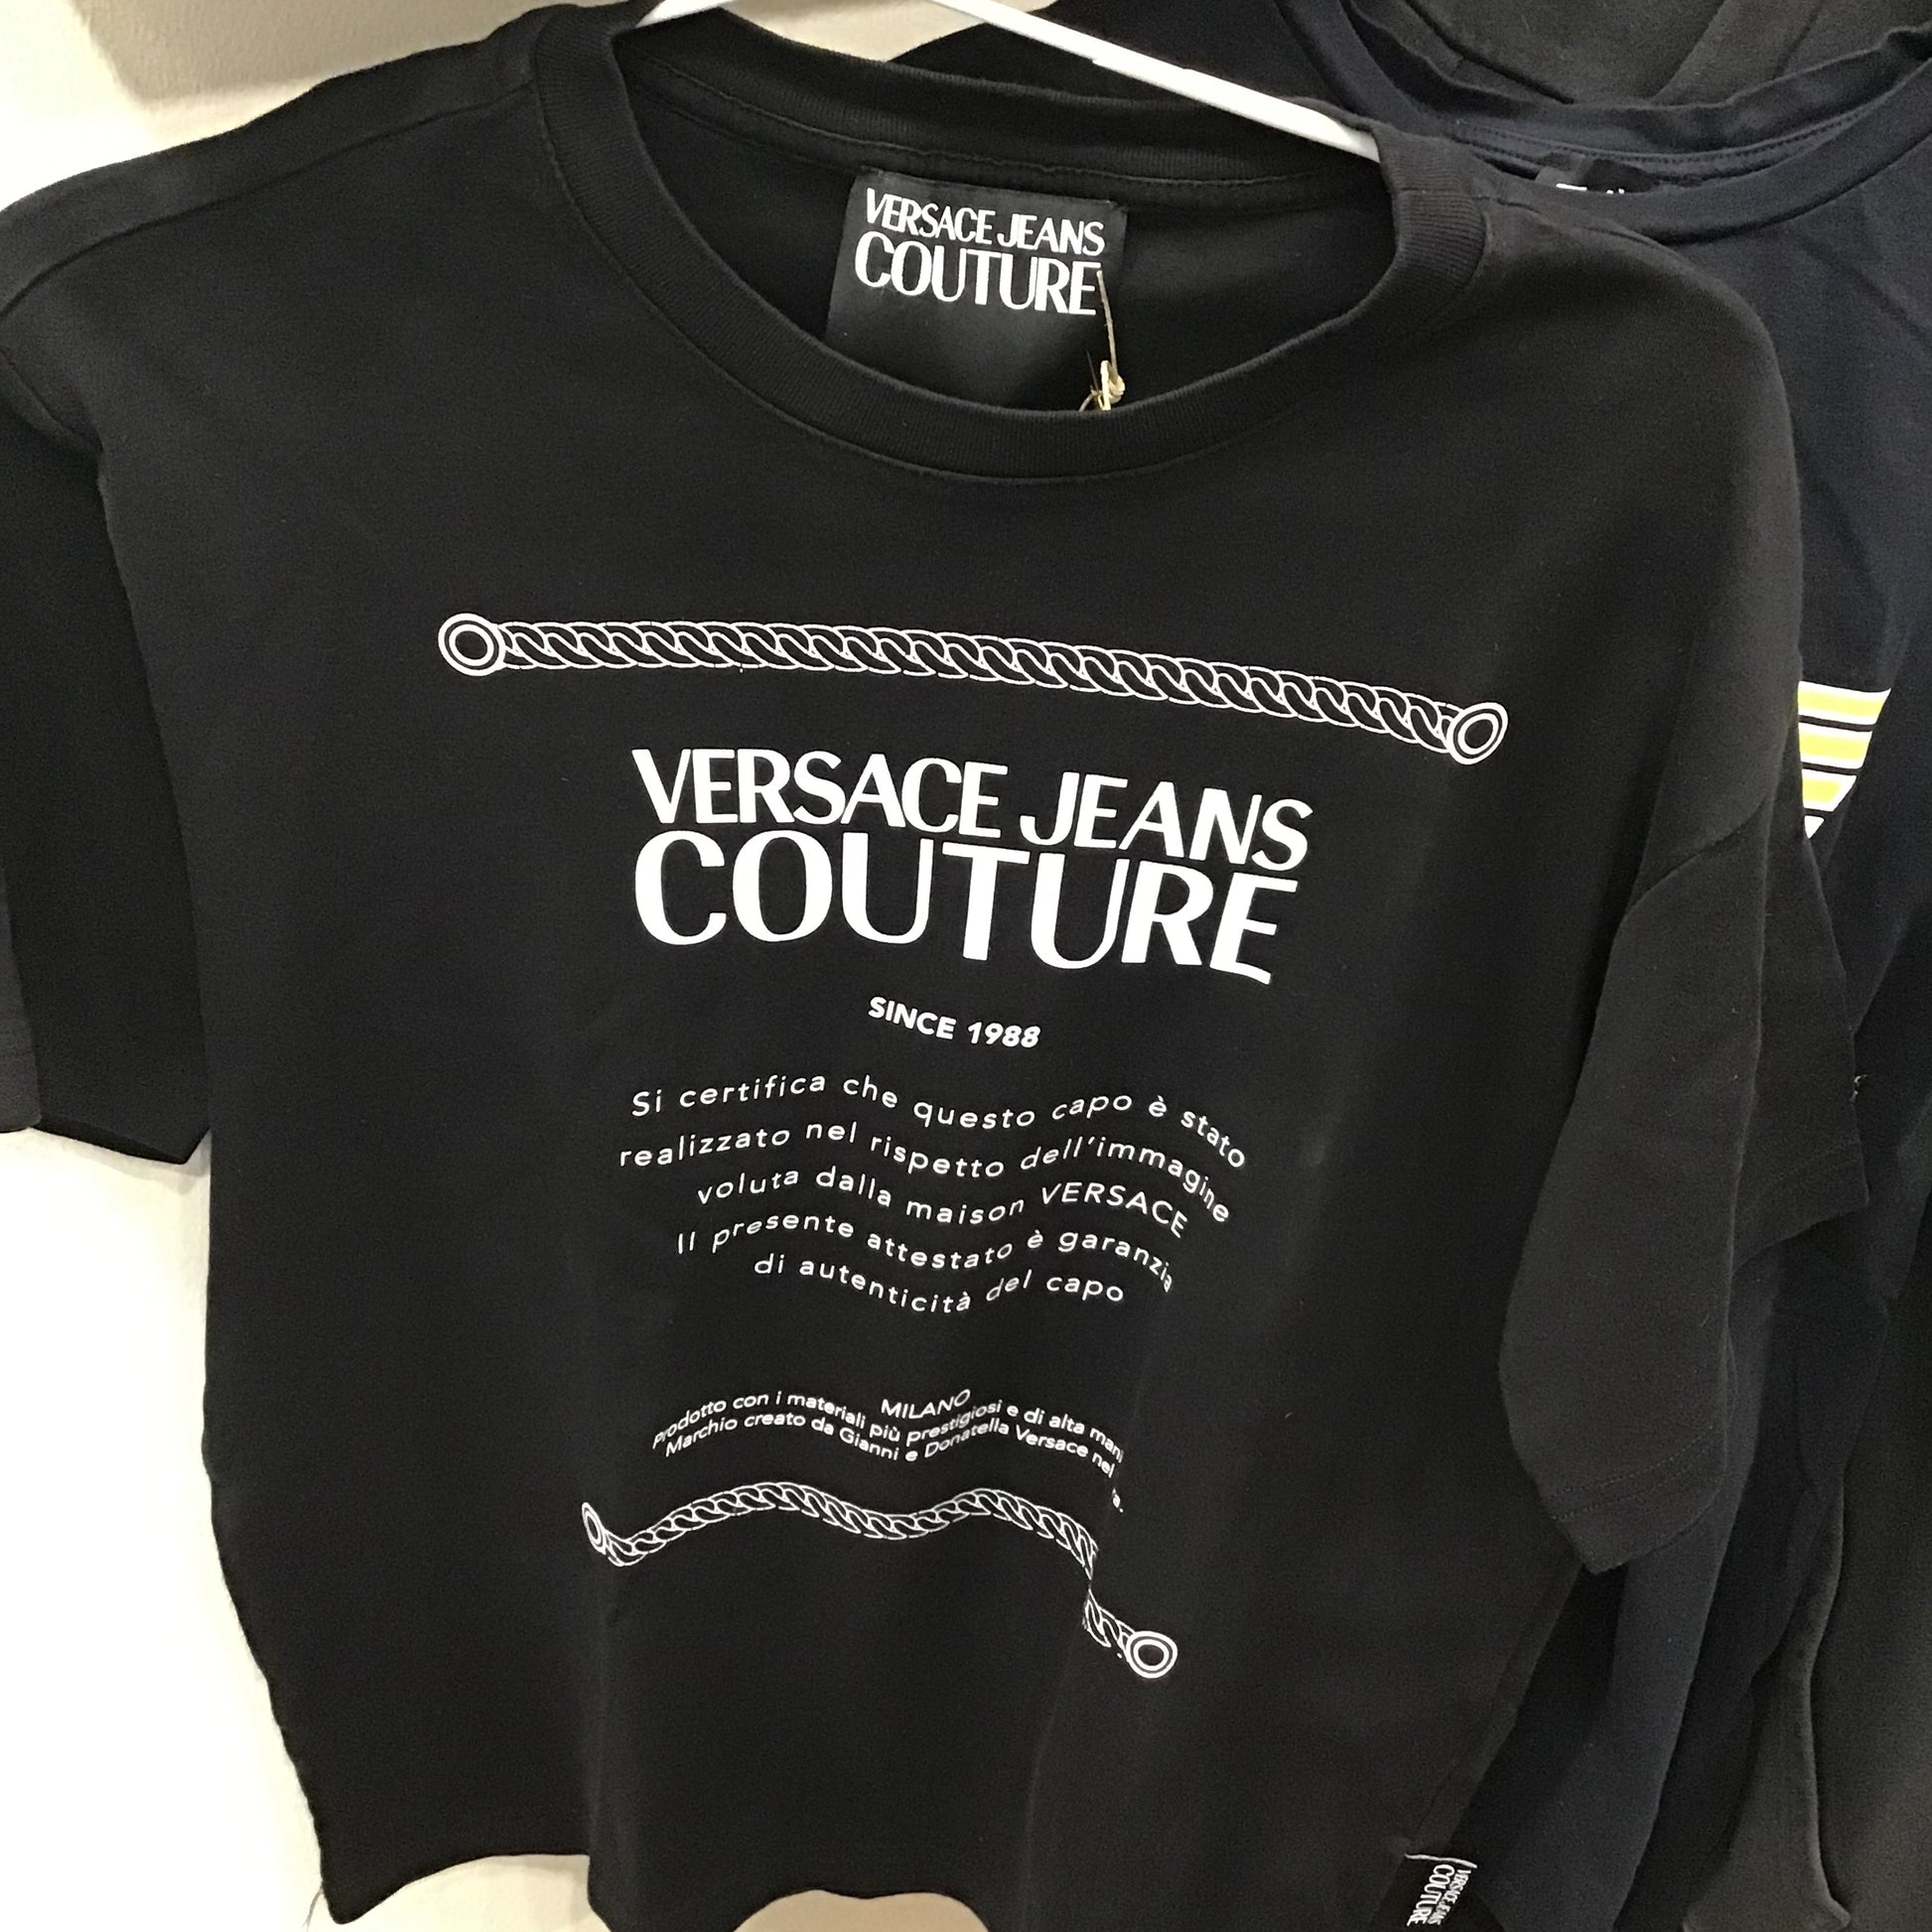 VERSACE JEANS
COUTURE
VERSACE JEANS
COUTURE
SINCE 1988
Si certifica che questo capo è stato
realizzato nel rispetto dell'immagine
voluta dalla maison VERSACE
Il presente attestato è garanzia
di autenticità del capo
MILANO
Prodotto con i materiali più prestigiosi e di alta
Marchio creato da Gianni e Donatella Versace nel
VERSACE JEANS
COUTURE